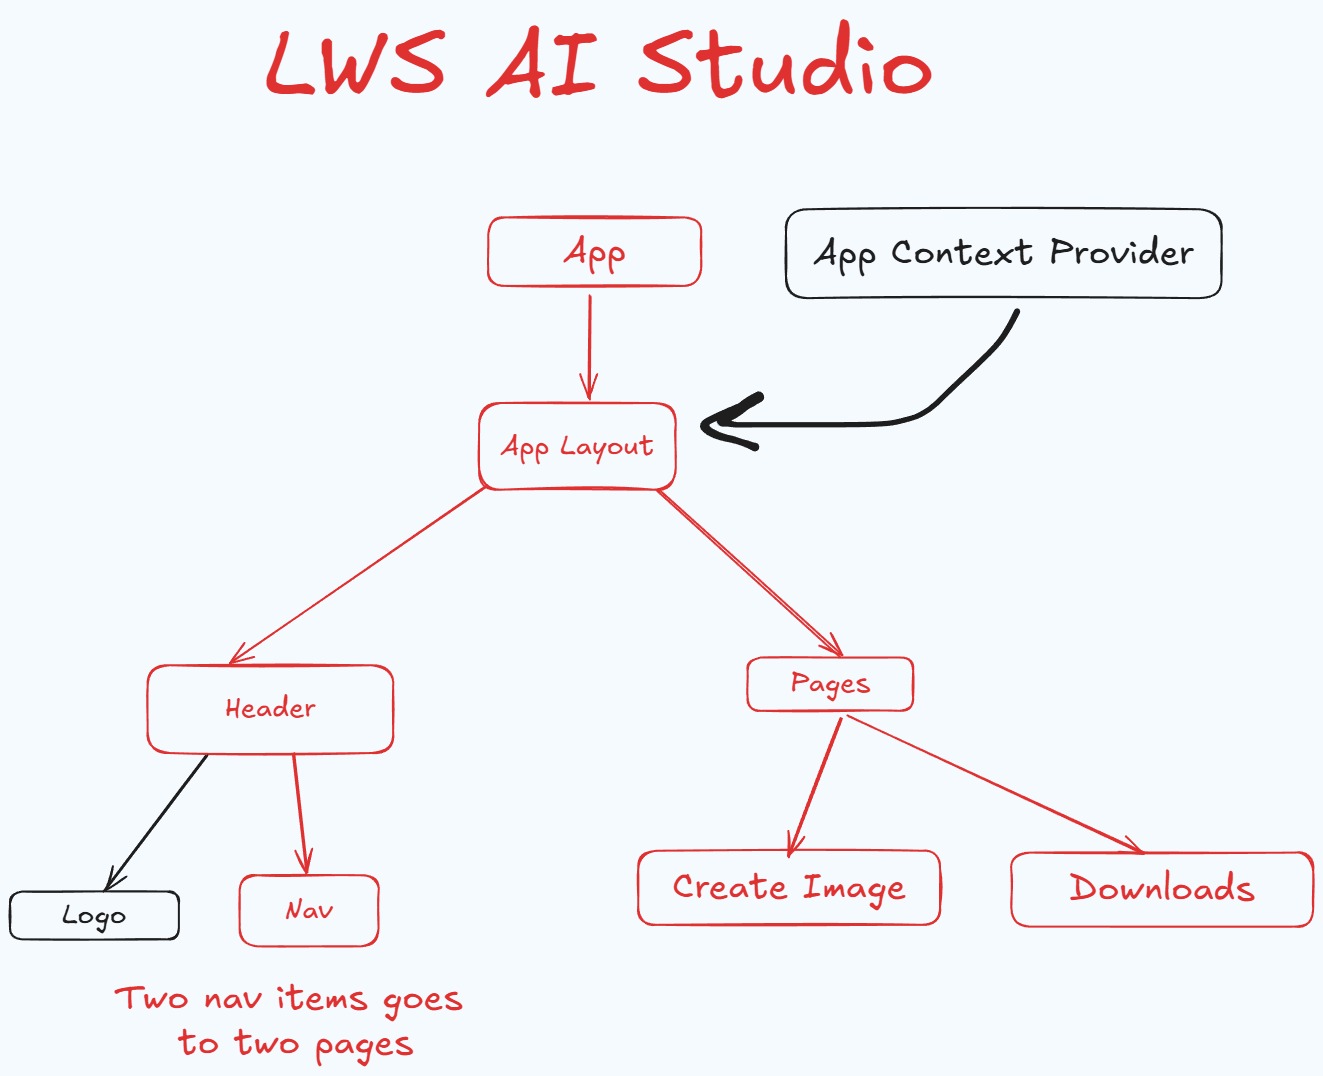 LWS AI Studio
App
App Context Provider
App Layout
Header
Pages
Logo
Nav
Create Image
Downloads
Two nav items goes
to two pages